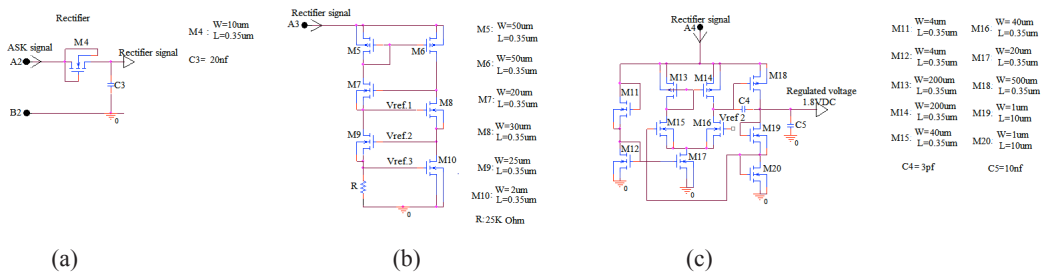 Rectifier
M4
ASK signal
A2
Rectifier signal
C3
B2
0
M4: W=10um
L=0.35um
C3= 20nf
(a)
Rectifier signal
A3
M5
M6
M7
Vref.1
M8
M9
Vref.2
Vref.3
M10
R
0
M5: W=50um
L=0.35um
M6: W=50um
L=0.35um
M7: W=20um
L=0.35um
M8: W=30um
L=0.35um
M9: W=25um
L=0.35um
M10: W=2um
L=0.35um
R:25K Ohm
(b)
Rectifier signal
A4
M11
M13
M14
M18
Regulated voltage
1.8VDC
C4
M15
M16
Vref 2
C5
0
M19
M12
M17
M20
0
0
0
M11: W=4um
L=0.35um
M12: W=4um
L=0.35um
M13: W=200um
L=0.35um
M14: W=200um
L=0.35um
M15: W=40um
L=0.35um
C4=3pf
M16: W=40um
L=0.35um
M17: W=20um
L=0.35um
M18: W=500um
L=0.35um
M19: W=1um
L=10um
M20: W=1um
L=10um
C5=10nf
(c)